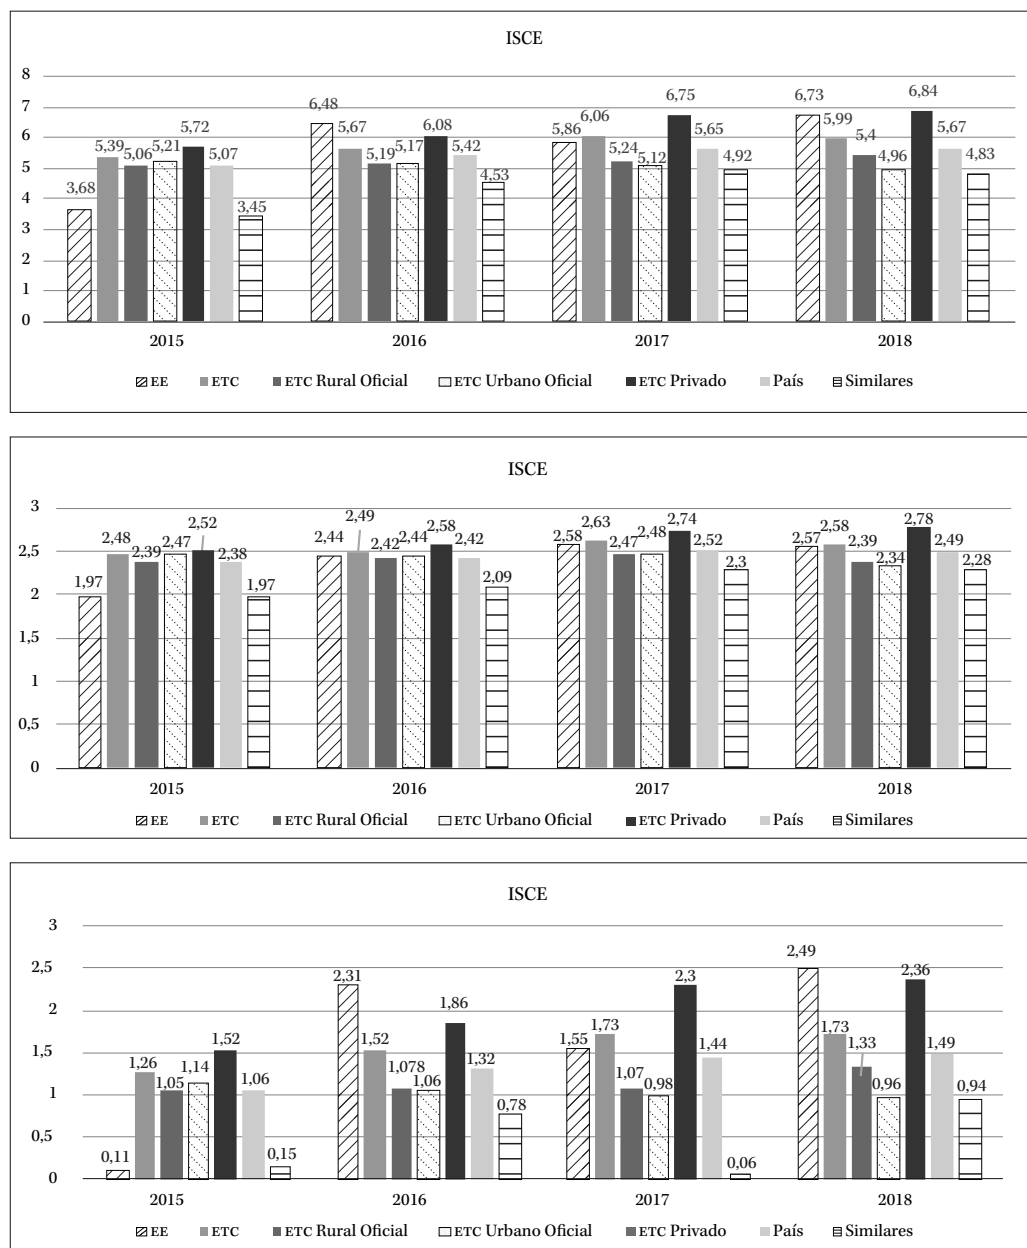 ISCE
8
7
6
5
4
3
2
1
0
3,68 5,39 5,06 5,21 5,72 5,07 3,45
6,48 5,67 5,19 5,17 6,08 5,42 4,53
5,86 6,06 5,24 5,12 6,75 5,65 4,92
6,73 5,99 5,4 4,96 6,84 5,67 4,83
2015 2016 2017 2018
EE ETC ETC Rural Oficial ETC Urbano Oficial ETC Privado País Similares
ISCE
3
2,5
2
1,5
1
0,5
0
1,97 2,48 2,39 2,47 2,52 2,38 1,97
2,44 2,49 2,42 2,44 2,58 2,42 2,09
2,58 2,63 2,47 2,48 2,74 2,52 2,3
2,57 2,58 2,39 2,34 2,78 2,49 2,28
2015 2016 2017 2018
EE ETC ETC Rural Oficial ETC Urbano Oficial ETC Privado País Similares
ISCE
3
2,5
2
1,5
1
0,5
0
0,11 1,26 1,05 1,14 1,52 1,06 0,15
2,31 1,52 1,078 1,06 1,86 1,32 0,78
1,55 1,73 1,07 0,98 2,3 1,44 0,06
2,49 1,73 1,33 0,96 2,36 1,49 0,94
2015 2016 2017 2018
EE ETC ETC Rural Oficial ETC Urbano Oficial ETC Privado País Similares